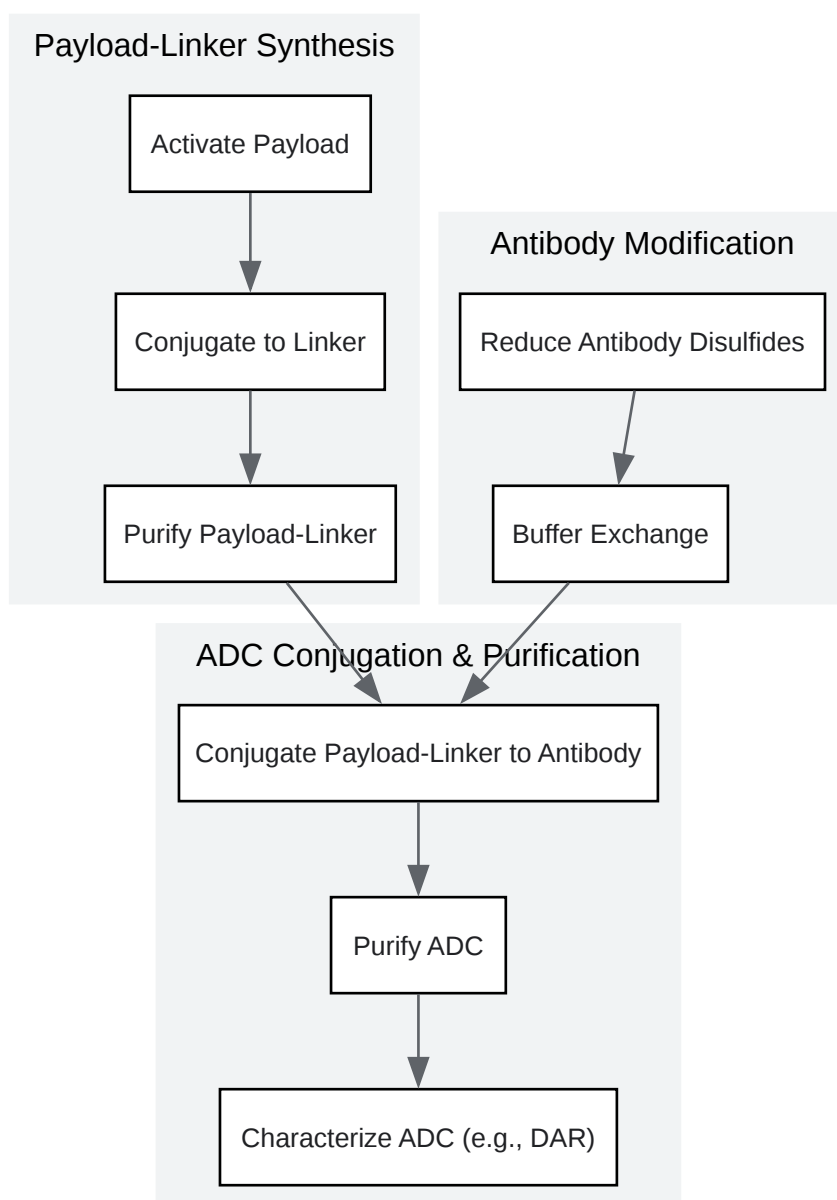 Payload-Linker Synthesis
Activate Payload
Conjugate to Linker
Purify Payload-Linker
Antibody Modification
Reduce Antibody Disulfides
Buffer Exchange
ADC Conjugation & Purification
Conjugate Payload-Linker to Antibody
Purify ADC
Characterize ADC (e.g., DAR)